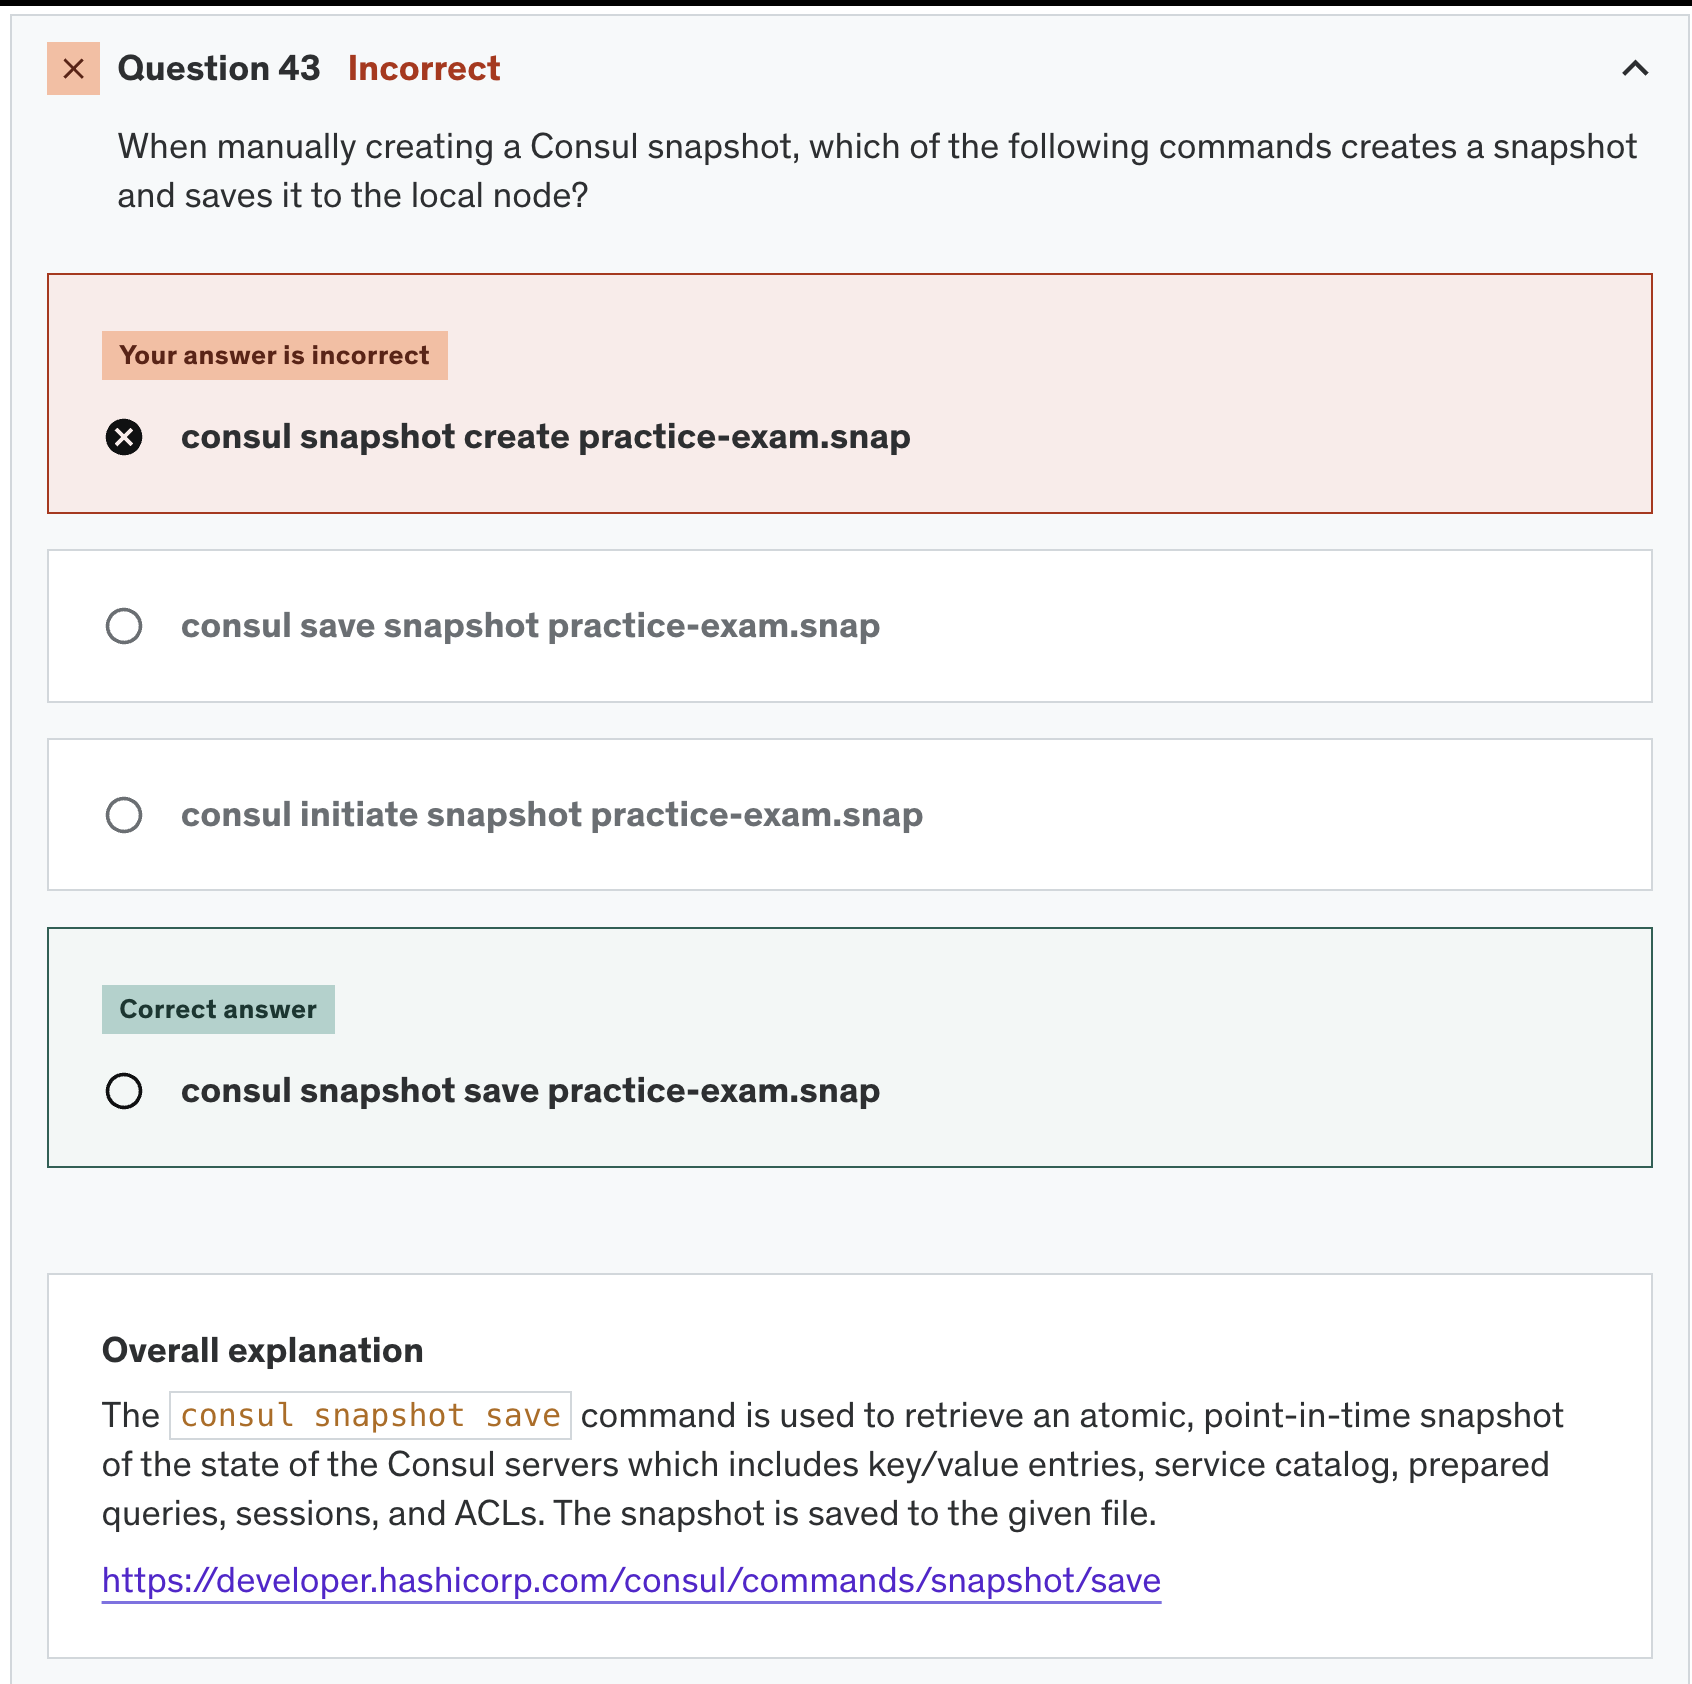 Question 43 Incorrect
When manually creating a Consul snapshot, which of the following commands creates a snapshot
and saves it to the local node?
Your answer is incorrect
consul snapshot create practice-exam.snap
consul save snapshot practice-exam.snap
consul initiate snapshot practice-exam.snap
Correct answer
consul snapshot save practice-exam.snap
Overall explanation
The consul snapshot save command is used to retrieve an atomic, point-in-time snapshot
of the state of the Consul servers which includes key/value entries, service catalog, prepared
queries, sessions, and ACLs. The snapshot is saved to the given file.
https://developer.hashicorp.com/consul/commands/snapshot/save